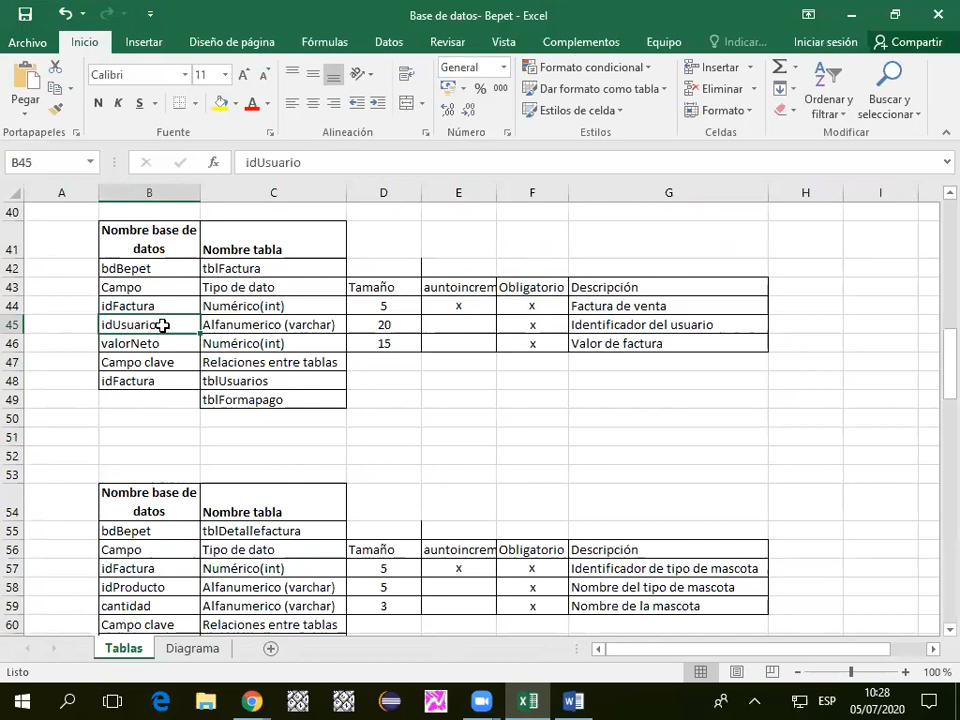 Base de datos- Bepet - Excel
Archivo Inicio Insertar Diseño de página Fórmulas Datos Revisar Vista Complementos Equipo Indicar... Iniciar sesión Compartir
Pegar
Calibri 11
N K S
General
% 000
Formato condicional
Dar formato como tabla
Estilos de celda
Insertar
Eliminar
Formato
Ordenar y filtrar
Buscar y seleccionar
Portapapeles Fuente Alineación Número Estilos Celdas Modificar
B45 fx idUsuario
A B C D E F G H I
40
41 Nombre base de datos Nombre tabla
42 bdBepet tblFactura
43 Campo Tipo de dato Tamaño auntoincrem Obligatorio Descripción
44 idFactura Numérico(int) 5 x x Factura de venta
45 idUsuario Alfanumerico (varchar) 20 x Identificador del usuario
46 valorNeto Numérico(int) 15 x Valor de factura
47 Campo clave Relaciones entre tablas
48 idFactura tblUsuarios
49 tblFormapago
50
51
52
53
54 Nombre base de datos Nombre tabla
55 bdBepet tblDetallefactura
56 Campo Tipo de dato Tamaño auntoincrem Obligatorio Descripción
57 idFactura Numérico(int) 5 x x Identificador de tipo de mascota
58 idProducto Alfanumerico (varchar) 5 x Nombre del tipo de mascota
59 cantidad Alfanumerico (varchar) 3 x Nombre de la mascota
60 Campo clave Relaciones entre tablas
Tablas Diagrama
Listo 100 %
ESP 10:28
05/07/2020